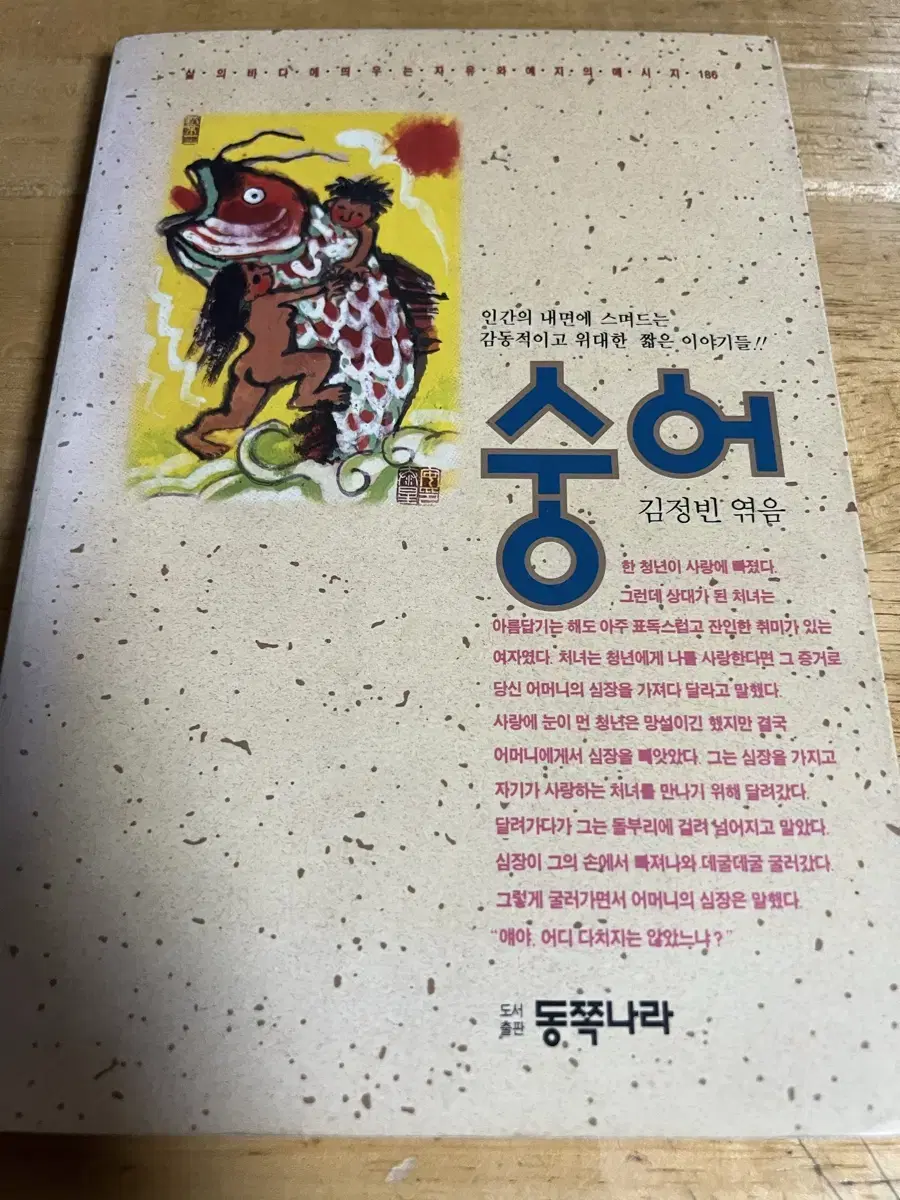 삶·의·바·다·에·띄·우·는·자·유·와·예·지·의·메·시·지·186
인간의 내면에 스며드는
감동적이고 위대한 짧은 이야기들!!
숭어
김정빈 엮음
한 청년이 사랑에 빠졌다.
그런데 상대가 된 처녀는
아름답기는 해도 아주 표독스럽고 잔인한 취미가 있는
여자였다. 처녀는 청년에게 나를 사랑한다면 그 증거로
당신 어머니의 심장을 가져다 달라고 말했다.
사랑에 눈이 먼 청년은 망설이긴 했지만 결국
어머니에게서 심장을 빼앗았다. 그는 심장을 가지고
자기가 사랑하는 처녀를 만나기 위해 달려갔다.
달려가다가 그는 돌부리에 걸려 넘어지고 말았다.
심장이 그의 손에서 빠져나와 데굴데굴 굴러갔다.
그렇게 굴러가면서 어머니의 심장은 말했다.
“얘야, 어디 다치지는 않았느냐?”
도서
출판 동쪽나라